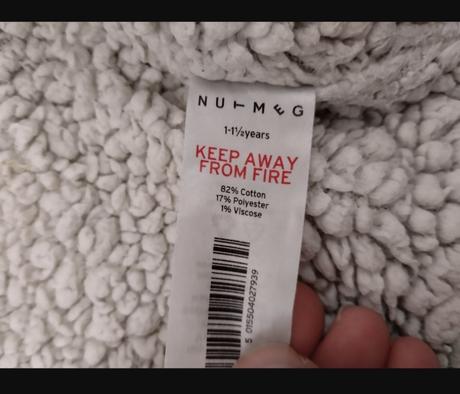 NUTMEG
1-1½years
KEEP AWAY
FROM FIRE
82% Cotton
17% Polyester
1% Viscose
5 015504027939